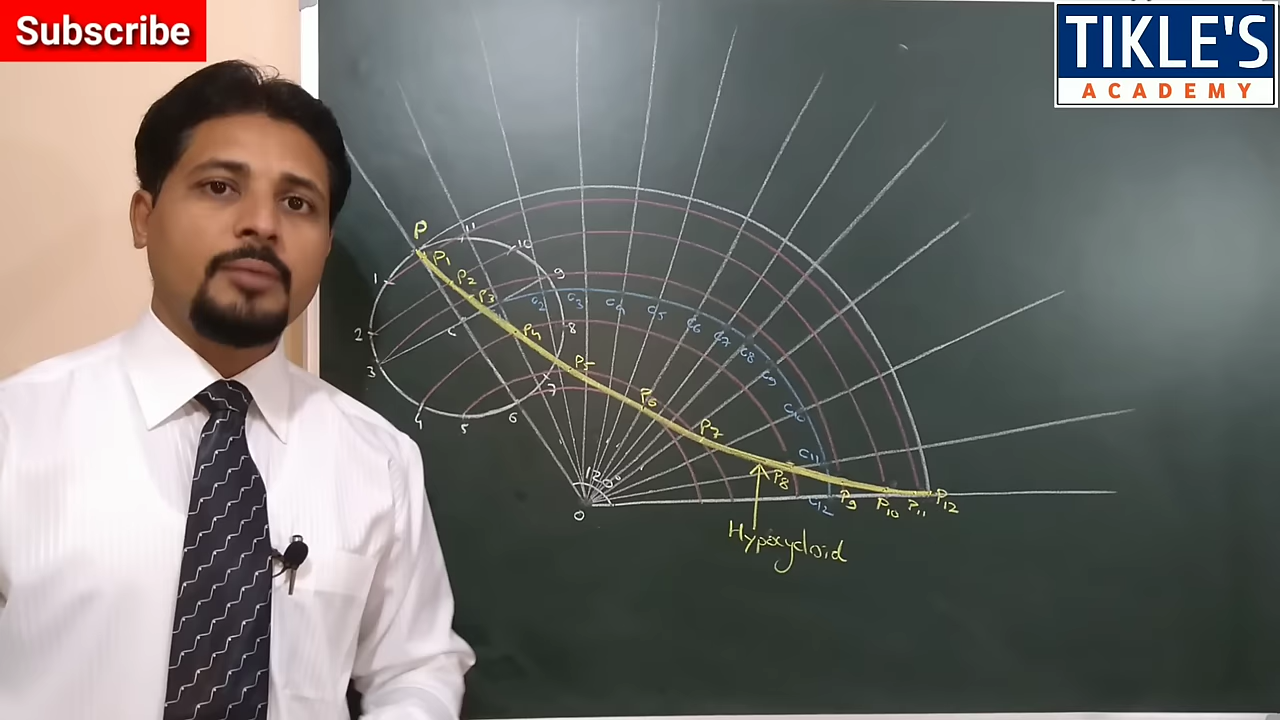 Subscribe
TIKLE'S
ACADEMY
P
P1
P2
P3
P4
P5
P6
P7
P8
P9
P10
P11
P12
1
2
3
4
5
6
7
8
9
10
11
C
C2
C3
C4
C5
C6
C7
C8
C9
C10
C11
C12
120°
O
Hypocycloid